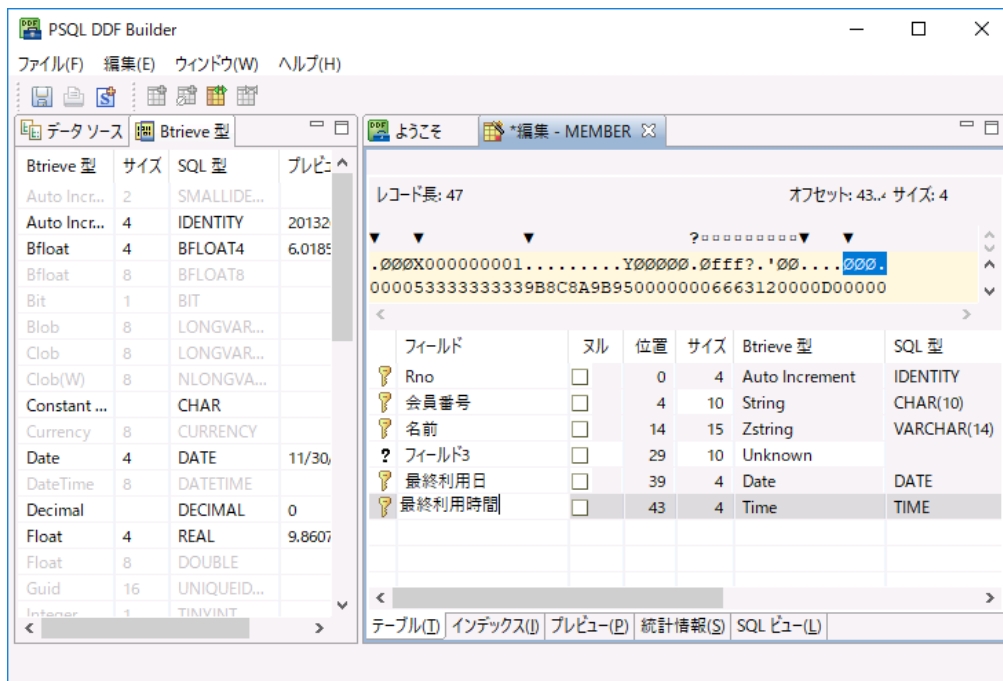 PSQL DDF Builder
ファイル(F) 編集(E) ウィンドウ(W) ヘルプ(H)
データ ソース Btrieve 型
Btrieve 型 サイズ SQL 型
Auto Incr... 2 SMALLIDE...
Auto Incr... 4 IDENTITY 20132
Bfloat 4 BFLOAT4 6.0185
Bfloat 8 BFLOAT8
Bit 1 BIT
Blob 8 LONGVAR...
Clob 8 LONGVAR...
Clob(W) 8 NLONGVA...
Constant ... CHAR
Currency 8 CURRENCY
Date 4 DATE 11/30/
DateTime 8 DATETIME
Decimal DECIMAL 0
Float 4 REAL 9.8607
Float 8 DOUBLE
Guid 16 UNIQUEID...
Integer 1 TINYINT
ようこそ *編集 - MEMBER
レコード長: 47 オフセット: 43.. サイズ: 4
.ØØØX000000001.........YØØØØØ.Øfff?.'ØØ....ØØØ.
000053333333339B8C8A9B9500000006663120000D00000
フィールド ヌル 位置 サイズ Btrieve 型 SQL 型
Rno 0 4 Auto Increment IDENTITY
会員番号 4 10 String CHAR(10)
名前 14 15 Zstring VARCHAR(14)
? フィールド3 29 10 Unknown
最終利用日 39 4 Date DATE
最終利用時間 43 4 Time TIME
テーブル(T) インデックス(I) プレビュー(P) 統計情報(S) SQL ビュー(L)